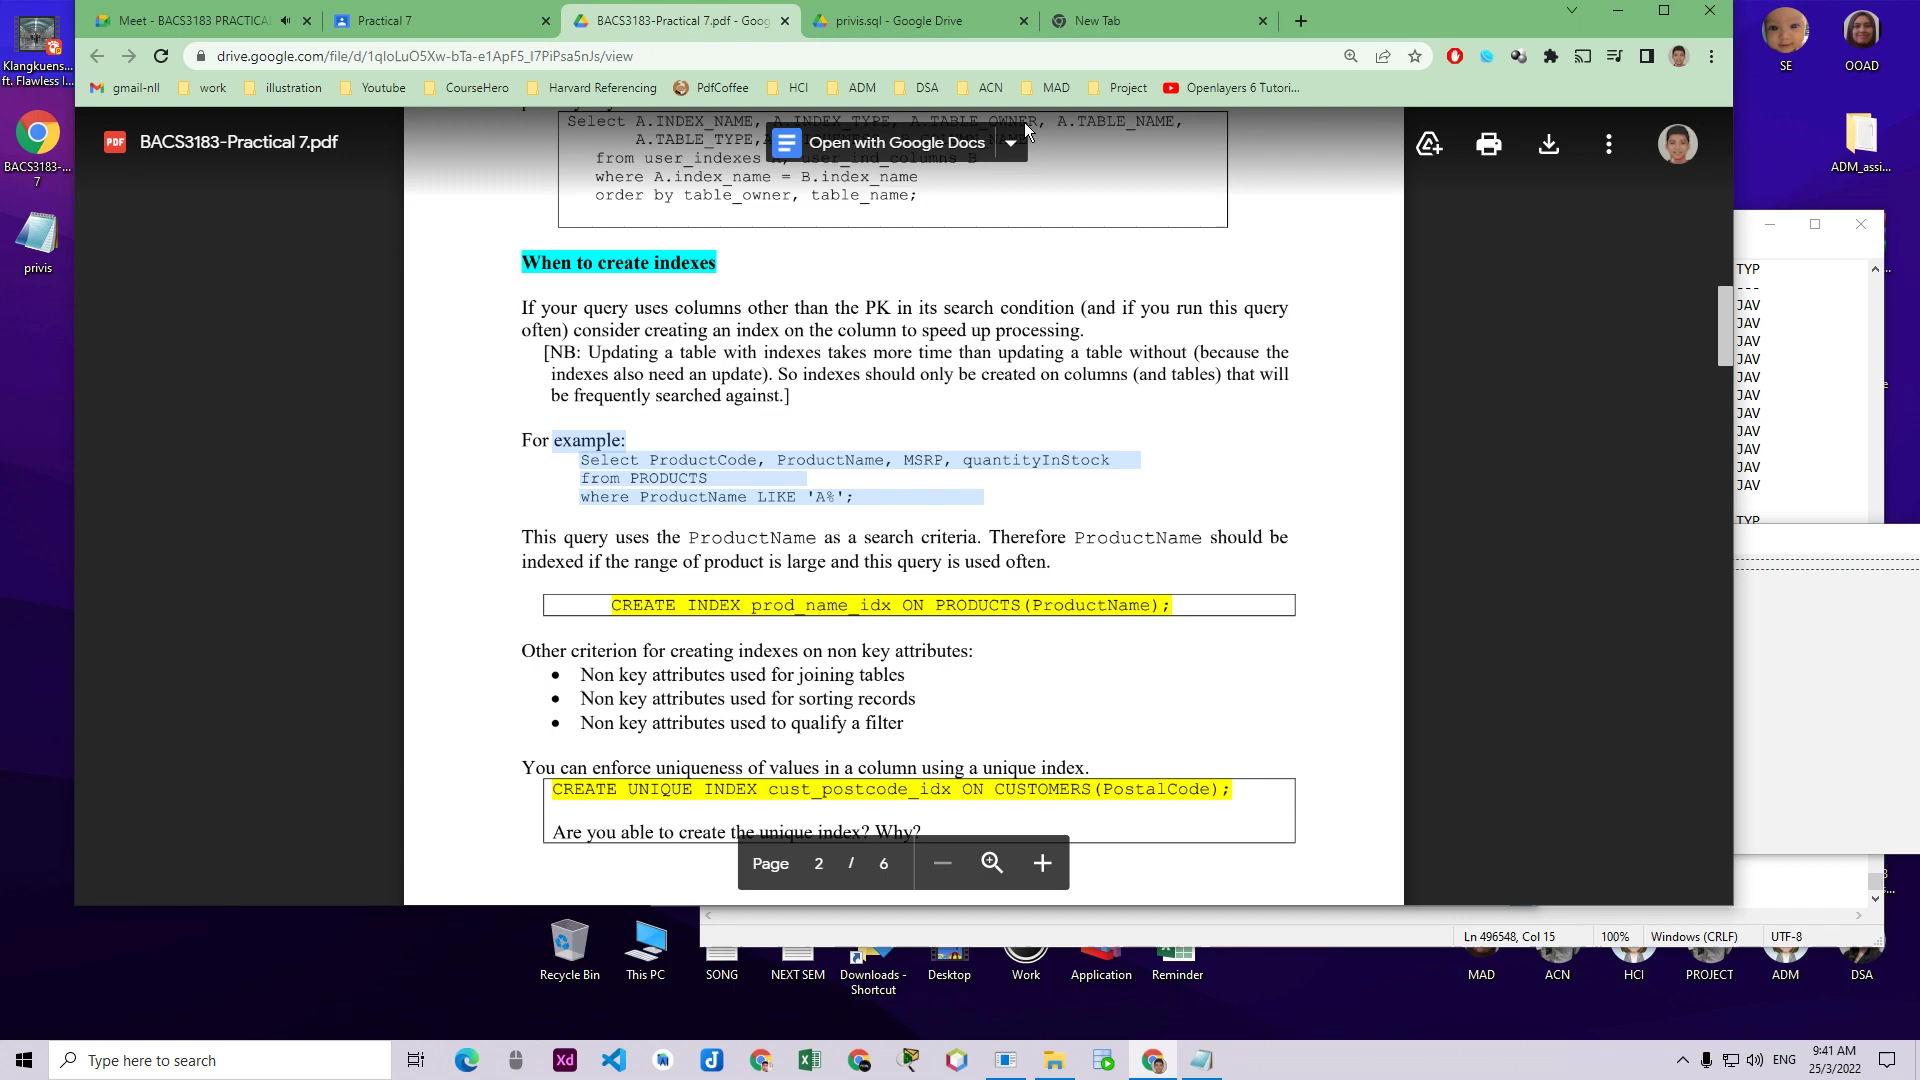 Meet - BACS3183 PRACTICA
Practical 7
BACS3183-Practical 7.pdf - Goog
privis.sql - Google Drive
New Tab
drive.google.com/file/d/1qIoLuO5Xw-bTa-e1ApF5_I7PiPsa5nJs/view
gmail-nll
work
illustration
Youtube
CourseHero
Harvard Referencing
PdfCoffee
HCI
ADM
DSA
ACN
MAD
Project
Openlayers 6 Tutori...
Klangkuens...
ft. Flawless I...
BACS3183-...
7
privis
SE
OOAD
ADM_assi...
PDF
BACS3183-Practical 7.pdf
Open with Google Docs
Select A.INDEX_NAME, A.INDEX_TYPE, A.TABLE_OWNER, A.TABLE_NAME,
A.TABLE_TYPE,
from user_indexes A, user_ind_columns B
where A.index_name = B.index_name
order by table_owner, table_name;
When to create indexes
If your query uses columns other than the PK in its search condition (and if you run this query
often) consider creating an index on the column to speed up processing.
[NB: Updating a table with indexes takes more time than updating a table without (because the
indexes also need an update). So indexes should only be created on columns (and tables) that will
be frequently searched against.]
For example:
Select ProductCode, ProductName, MSRP, quantityInStock
from PRODUCTS
where ProductName LIKE 'A%';
This query uses the ProductName as a search criteria. Therefore ProductName should be
indexed if the range of product is large and this query is used often.
CREATE INDEX prod_name_idx ON PRODUCTS(ProductName);
Other criterion for creating indexes on non key attributes:
• Non key attributes used for joining tables
• Non key attributes used for sorting records
• Non key attributes used to qualify a filter
You can enforce uniqueness of values in a column using a unique index.
CREATE UNIQUE INDEX cust_postcode_idx ON CUSTOMERS(PostalCode);
Are you able to create the unique index? Why?
Page 2 / 6
TYP
---
JAV
JAV
JAV
JAV
JAV
JAV
JAV
JAV
JAV
JAV
JAV
TYP
Ln 496548, Col 15
100%
Windows (CRLF)
UTF-8
Recycle Bin
This PC
SONG
NEXT SEM
Downloads -
Shortcut
Desktop
Work
Application
Reminder
MAD
ACN
HCI
PROJECT
ADM
DSA
Type here to search
Xd
ENG
9:41 AM
25/3/2022